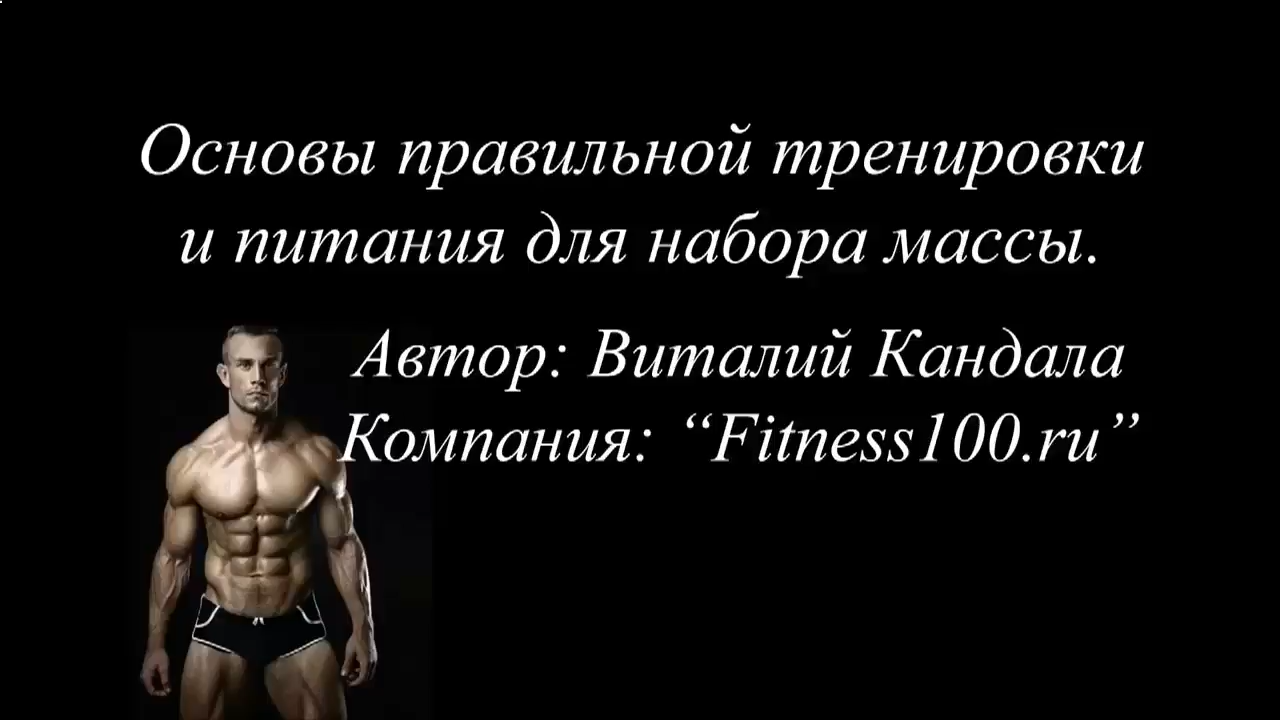 Основы правильной тренировки
и питания для набора массы.
Автор: Виталий Кандала
Компания: “Fitness100.ru”